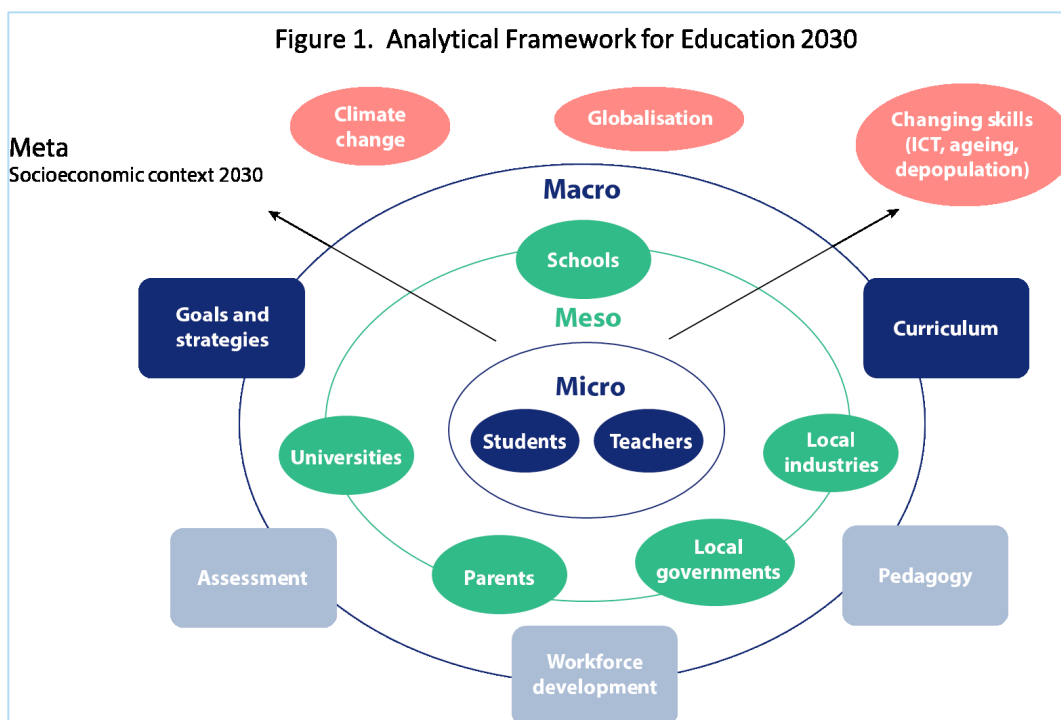 Figure 1. Analytical Framework for Education 2030
Climate
change
Globalisation
Changing skills
(ICT, ageing,
depopulation)
Meta
Socioeconomic context 2030
Macro
Schools
Goals and
strategies
Meso
Curriculum
Micro
Students
Teachers
Universities
Local
industries
Assessment
Parents
Local
governments
Pedagogy
Workforce
development